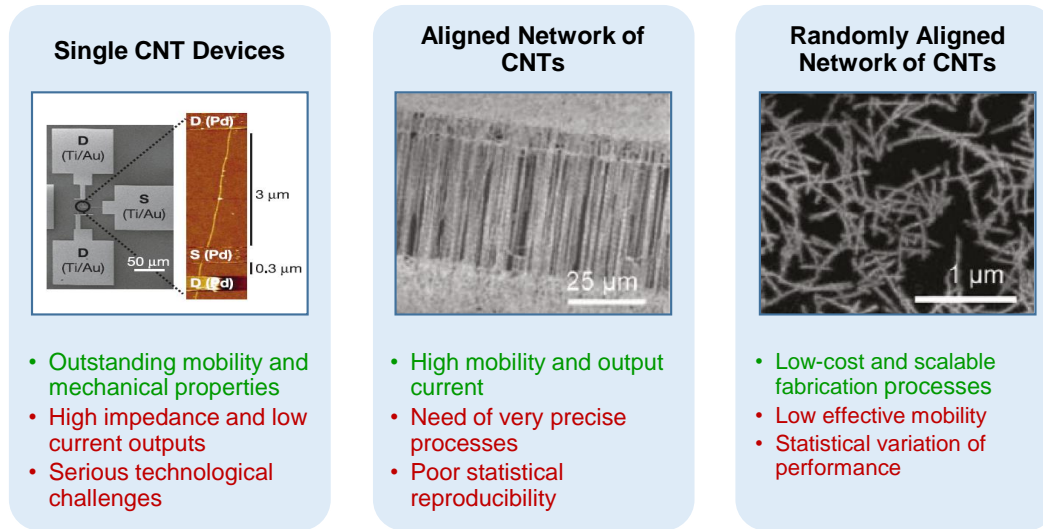 Single CNT Devices
D
(Ti/Au)
S
(Ti/Au)
D
(Ti/Au)
50 µm
D (Pd)
3 µm
S (Pd)
0.3 µm
D (Pd)
• Outstanding mobility and
mechanical properties
• High impedance and low
current outputs
• Serious technological
challenges
Aligned Network of
CNTs
25 µm
• High mobility and output
current
• Need of very precise
processes
• Poor statistical
reproducibility
Randomly Aligned
Network of CNTs
1 µm
• Low-cost and scalable
fabrication processes
• Low effective mobility
• Statistical variation of
performance